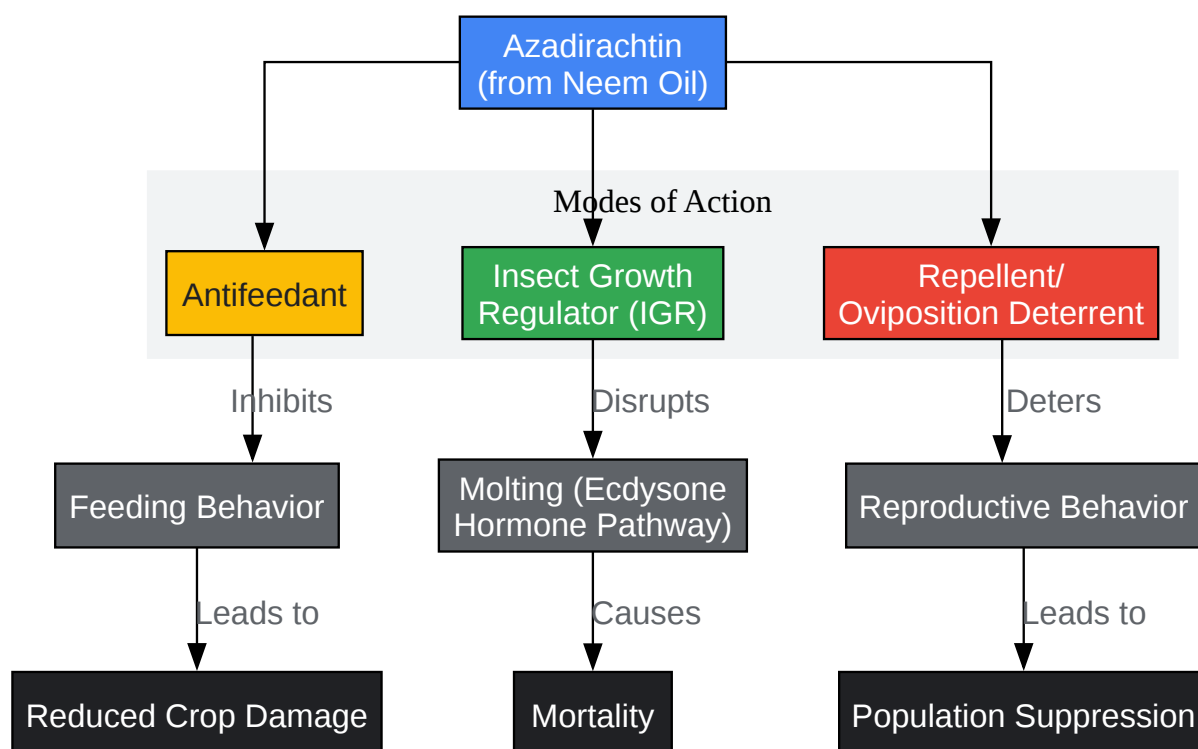 Azadirachtin
(from Neem Oil)
Modes of Action
Antifeedant
Insect Growth
Regulator (IGR)
Repellent/
Oviposition Deterrent
Inhibits
Disrupts
Deters
Feeding Behavior
Molting (Ecdysone
Hormone Pathway)
Reproductive Behavior
Leads to
Causes
Leads to
Reduced Crop Damage
Mortality
Population Suppression